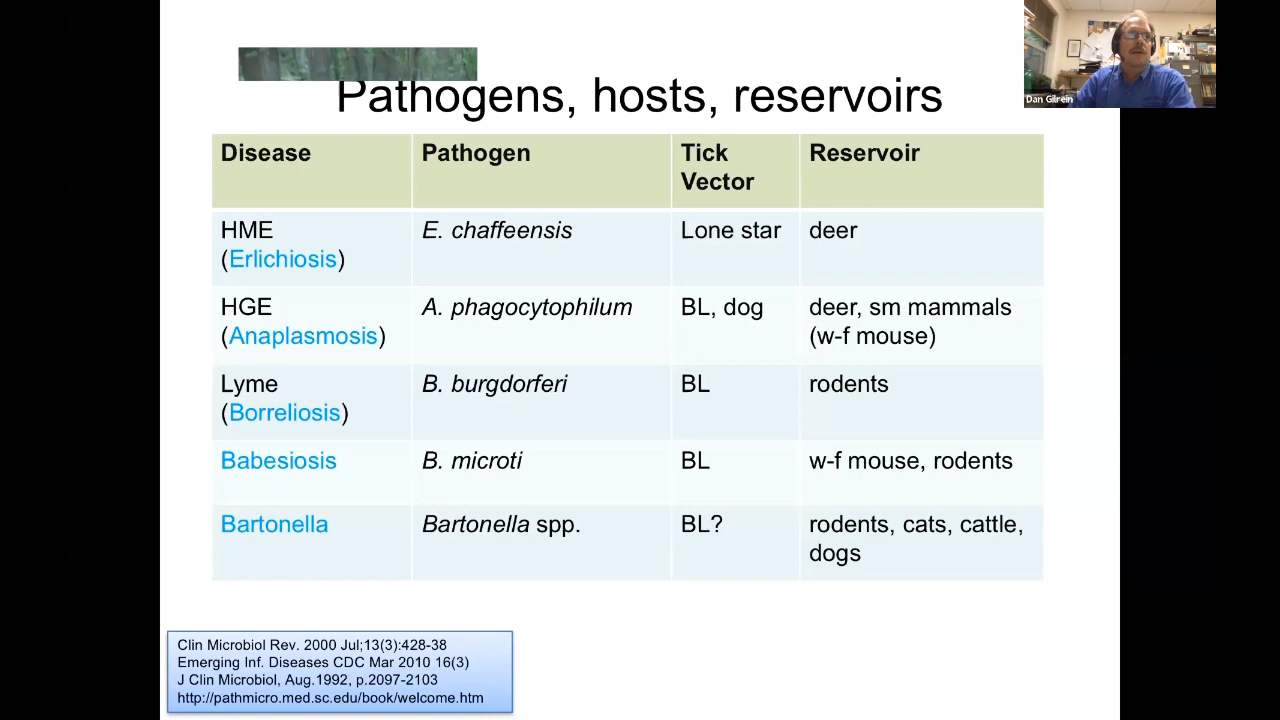 Pathogens, hosts, reservoirs
Dan Gilrein
Disease Pathogen Tick Vector Reservoir
HME E. chaffeensis Lone star deer
(Erlichiosis)
HGE A. phagocytophilum BL, dog deer, sm mammals
(Anaplasmosis) (w-f mouse)
Lyme B. burgdorferi BL rodents
(Borreliosis)
Babesiosis B. microti BL w-f mouse, rodents
Bartonella Bartonella spp. BL? rodents, cats, cattle,
dogs
Clin Microbiol Rev. 2000 Jul;13(3):428-38
Emerging Inf. Diseases CDC Mar 2010 16(3)
J Clin Microbiol, Aug.1992, p.2097-2103
http://pathmicro.med.sc.edu/book/welcome.htm